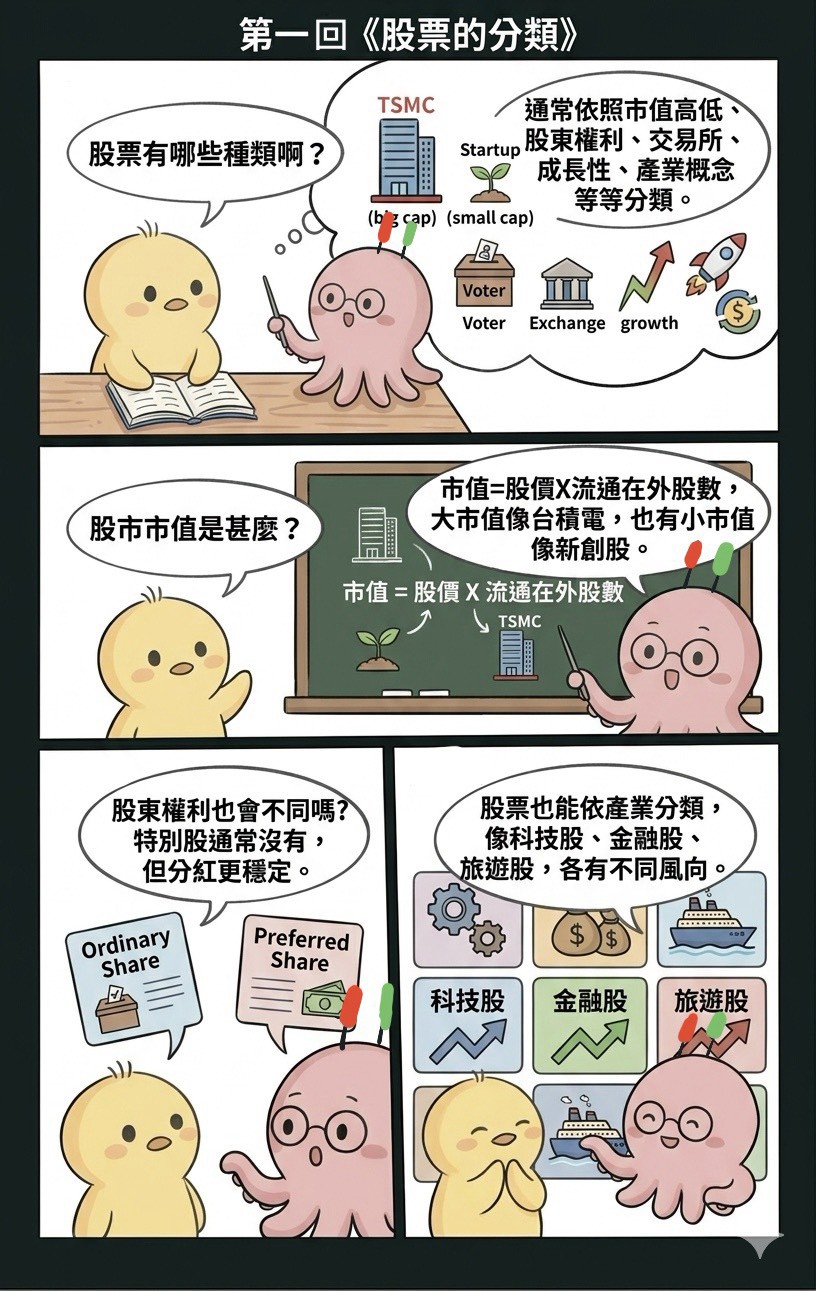 第一回《股票的分類》
股票有哪些種類啊？
TSMC
(big cap)
Startup
(small cap)
通常依照市值高低、
股東權利、交易所、
成長性、產業概念
等等分類。
Voter
Voter
Exchange
growth
$
股市市值是甚麼？
市值=股價X流通在外股數，
大市值像台積電，也有小市值
像新創股。
市值 = 股價 X 流通在外股數
TSMC
股東權利也會不同嗎?
特別股通常沒有，
但分紅更穩定。
Ordinary
Share
Preferred
Share
股票也能依產業分類，
像科技股、金融股、
旅遊股，各有不同風向。
$ $
科技股
金融股
旅遊股